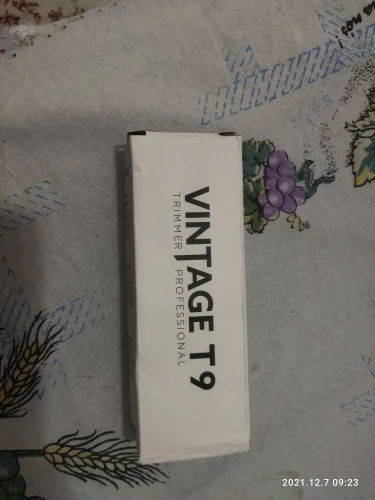 VINTAGE T9
TRIMMER PROFESSIONAL
2021.12.7 09:23